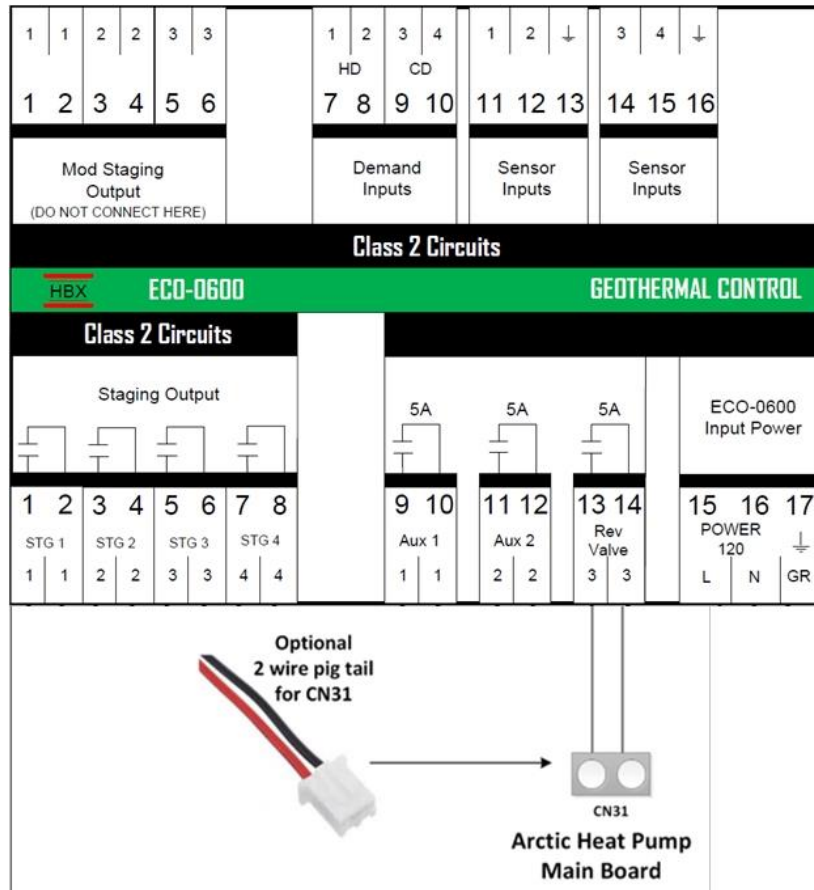 1 1 2 2 3 3 1 2 3 4 1 2 3 4
HD CD
1 2 3 4 5 6 7 8 9 10 11 12 13 14 15 16
Mod Staging
Output
(DO NOT CONNECT HERE)
Demand
Inputs
Sensor
Inputs
Sensor
Inputs
Class 2 Circuits
HBX ECO-0600 GEOTHERMAL CONTROL
Class 2 Circuits
Staging Output
5A 5A 5A
ECO-0600
Input Power
1 2 3 4 5 6 7 8 9 10 11 12 13 14 15 16 17
STG 1 STG 2 STG 3 STG 4 Aux 1 Aux 2
Rev
Valve
POWER
120
1 1 2 2 3 3 4 4 1 1 2 2 3 3 L N GR
Optional
2 wire pig tail
for CN31
CN31
Arctic Heat Pump
Main Board